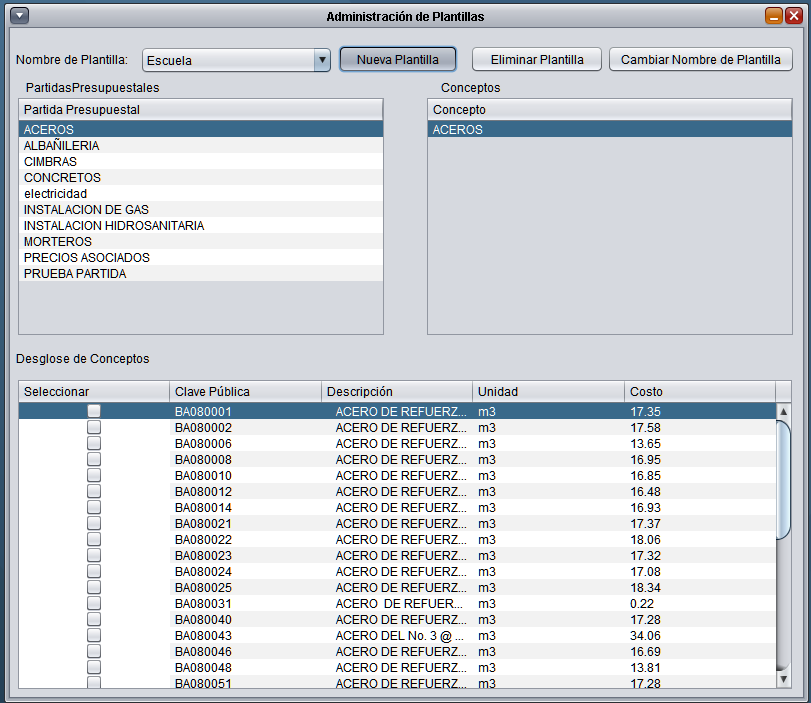 Administración de Plantillas
Nombre de Plantilla: Escuela Nueva Plantilla Eliminar Plantilla Cambiar Nombre de Plantilla
PartidasPresupuestales Conceptos
Partida Presupuestal Concepto
ACEROS ACEROS
ALBAÑILERIA
CIMBRAS
CONCRETOS
electricidad
INSTALACION DE GAS
INSTALACION HIDROSANITARIA
MORTEROS
PRECIOS ASOCIADOS
PRUEBA PARTIDA
Desglose de Conceptos
Seleccionar Clave Pública Descripción Unidad Costo
BA080001 ACERO DE REFUERZ... m3 17.35
BA080002 ACERO DE REFUERZ... m3 17.58
BA080006 ACERO DE REFUERZ... m3 13.65
BA080008 ACERO DE REFUERZ... m3 16.95
BA080010 ACERO DE REFUERZ... m3 16.85
BA080012 ACERO DE REFUERZ... m3 16.48
BA080014 ACERO DE REFUERZ... m3 16.93
BA080021 ACERO DE REFUERZ... m3 17.37
BA080022 ACERO DE REFUERZ... m3 18.06
BA080023 ACERO DE REFUERZ... m3 17.32
BA080024 ACERO DE REFUERZ... m3 17.08
BA080025 ACERO DE REFUERZ... m3 18.34
BA080031 ACERO DE REFUER... m3 0.22
BA080040 ACERO DE REFUERZ... m3 17.28
BA080043 ACERO DEL No. 3 @ ... m3 34.06
BA080046 ACERO DE REFUERZ... m3 16.69
BA080048 ACERO DE REFUERZ... m3 13.81
BA080051 ACERO DE REFUERZ... m3 17.28